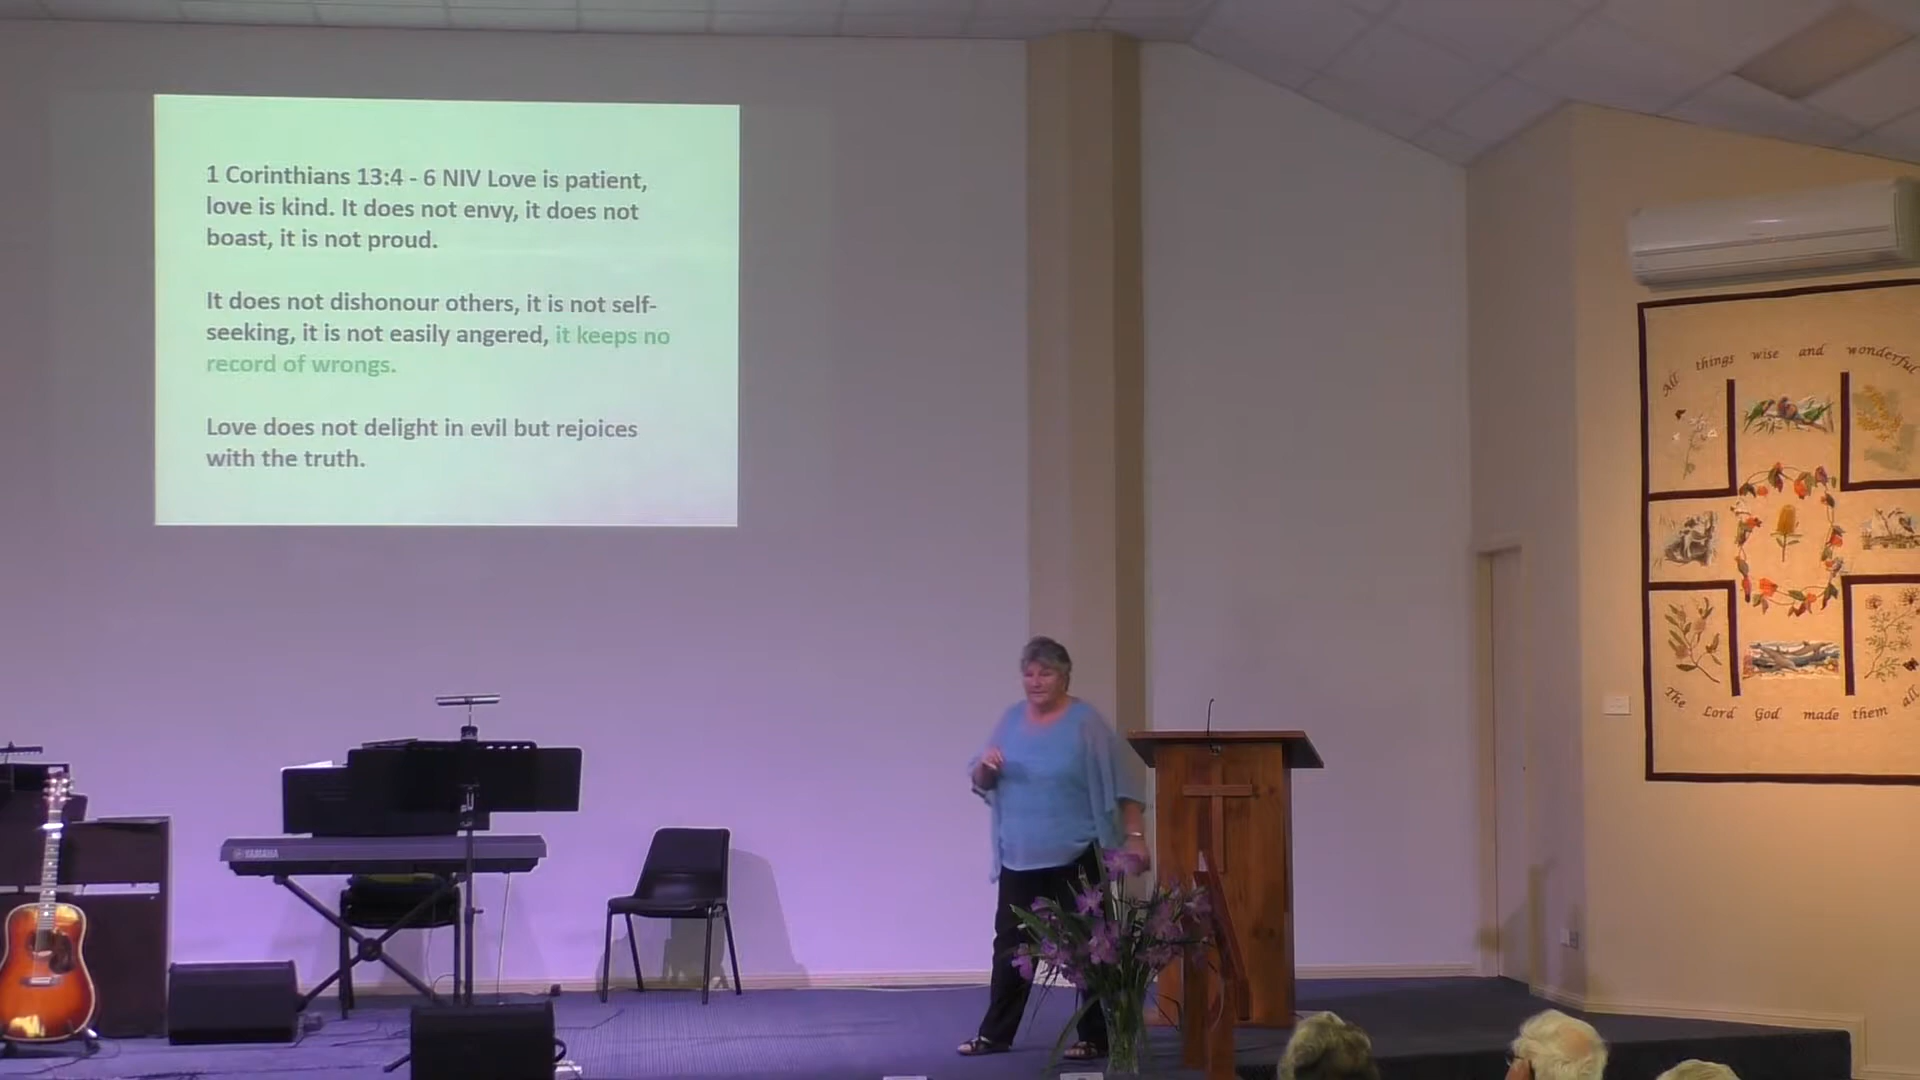 1 Corinthians 13:4 - 6 NIV Love is patient,
love is kind. It does not envy, it does not
boast, it is not proud.
It does not dishonour others, it is not self-
seeking, it is not easily angered, it keeps no
record of wrongs.
Love does not delight in evil but rejoices
with the truth.
All things wise and wonderful
The Lord God made them all
YAMAHA